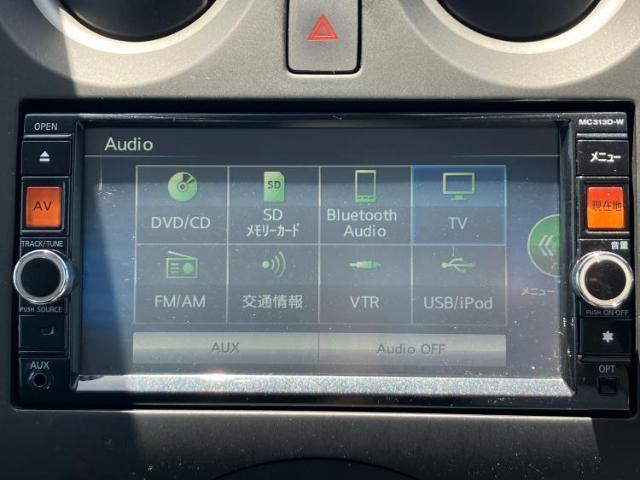 OPEN
MC313D-W
AV
TRACK/TUNE
PUSH SOURCE
AUX
Audio
DVD/CD
SD
SD
メモリーカード
Bluetooth
Audio
TV
FM/AM
交通情報
VTR
USB/iPod
AUX
Audio OFF
メニュー
メニュー
現在地
音量
PUSH ON-OFF
OPT